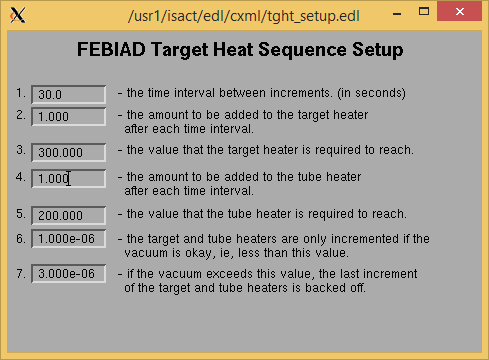 /usr1/isact/edl/cxml/tght_setup.edl
FEBIAD Target Heat Sequence Setup
1. 30.0 - the time interval between increments. (in seconds)
2. 1.000 - the amount to be added to the target heater
after each time interval.
3. 300.000 - the value that the target heater is required to reach.
4. 1.000 - the amount to be added to the tube heater
after each time interval.
5. 200.000 - the value that the tube heater is required to reach.
6. 1.000e-06 - the target and tube heaters are only incremented if the
vacuum is okay, ie, less than this value.
7. 3.000e-06 - if the vacuum exceeds this value, the last increment
of the target and tube heaters is backed off.